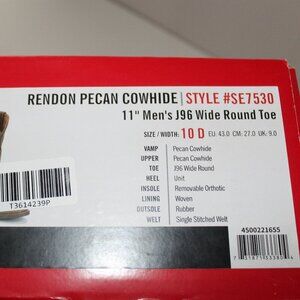 RENDON PECAN COWHIDE | STYLE #SE7530
11" Men's J96 Wide Round Toe
SIZE / WIDTH: 10 D EU: 43.0 CM: 27.0 UK: 9.0
VAMP Pecan Cowhide
UPPER Pecan Cowhide
TOE J96 Wide Round
HEEL Unit
INSOLE Removable Orthotic
LINING Woven
OUTSOLE Rubber
WELT Single Stitched Welt
T3614239P
4500221655